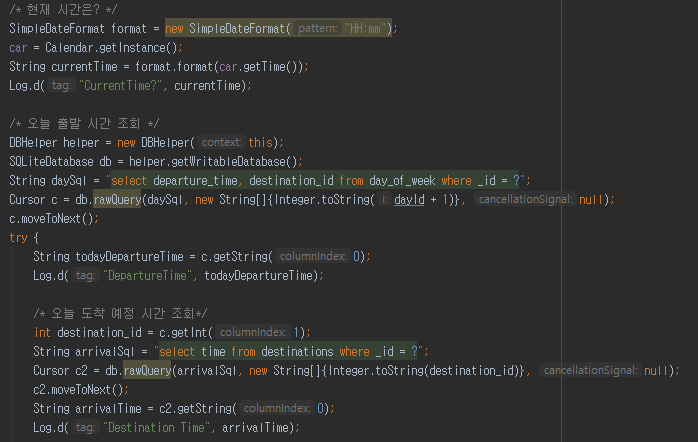 /* 현재 시간은? */
SimpleDateFormat format = new SimpleDateFormat( pattern: "HH:mm");
car = Calendar.getInstance();
String currentTime = format.format(car.getTime());
Log.d( tag: "CurrentTime?", currentTime);
/* 오늘 출발 시간 조회 */
DBHelper helper = new DBHelper( context: this);
SQLiteDatabase db = helper.getWritableDatabase();
String daySql = "select departure_time, destination_id from day_of_week where _id = ?";
Cursor c = db.rawQuery(daySql, new String[]{Integer.toString( i: dayId + 1)}, cancellationSignal: null);
c.moveToNext();
try {
String todayDepartureTime = c.getString( columnIndex: 0);
Log.d( tag: "DepartureTime", todayDepartureTime);
/* 오늘 도착 예정 시간 조회*/
int destination_id = c.getInt( columnIndex: 1);
String arrivalSql = "select time from destinations where _id = ?";
Cursor c2 = db.rawQuery(arrivalSql, new String[]{Integer.toString(destination_id)}, cancellationSignal: null);
c2.moveToNext();
String arrivalTime = c2.getString( columnIndex: 0);
Log.d( tag: "Destination Time", arrivalTime);